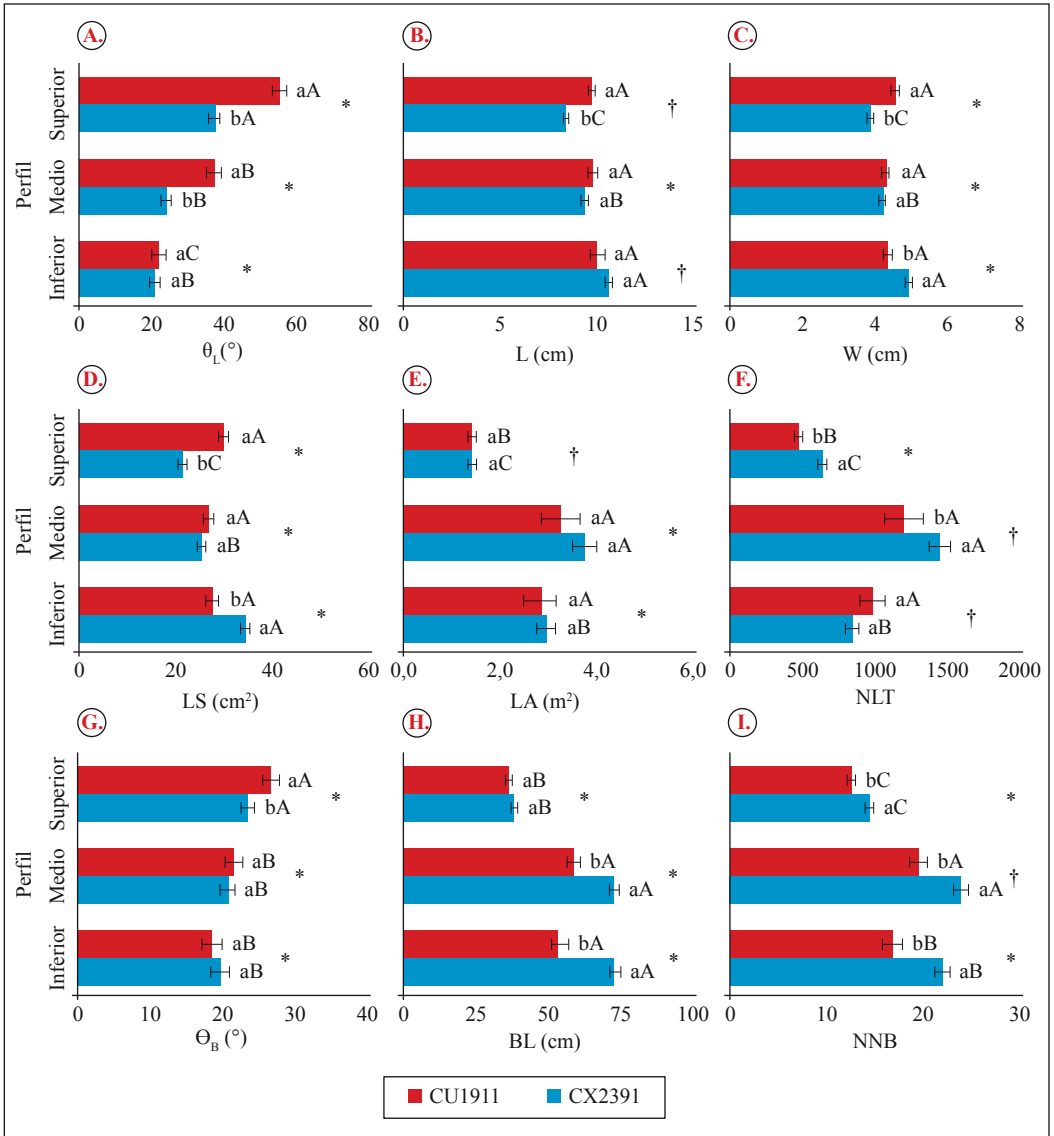 A. B. C.
Perfil
Superior aA * aA † aA *
bA bC bC
Medio aB * aA * aA *
bB aB aB
Inferior aC * aA † bA *
aB aA aA
0 20 40 60 80 0 5 10 15 0 2 4 6 8
θL(°) L (cm) W (cm)
D. E. F.
Perfil
Superior aA * aB † bB *
bC aC aC
Medio aA * aA * bA †
aB aA aA
Inferior bA * aA * aA †
aA aB aB
0 20 40 60 0,0 2,0 4,0 6,0 0 500 1000 1500 2000
LS (cm²) LA (m²) NLT
G. H. I.
Perfil
Superior aA * aB * bC *
bA aB aC
Medio aB * bA * bA †
aB aA aA
Inferior aB * bA * bB *
aB aA aB
0 10 20 30 40 0 25 50 75 100 0 10 20 30
ΘB (°) BL (cm) NNB
CU1911 CX2391